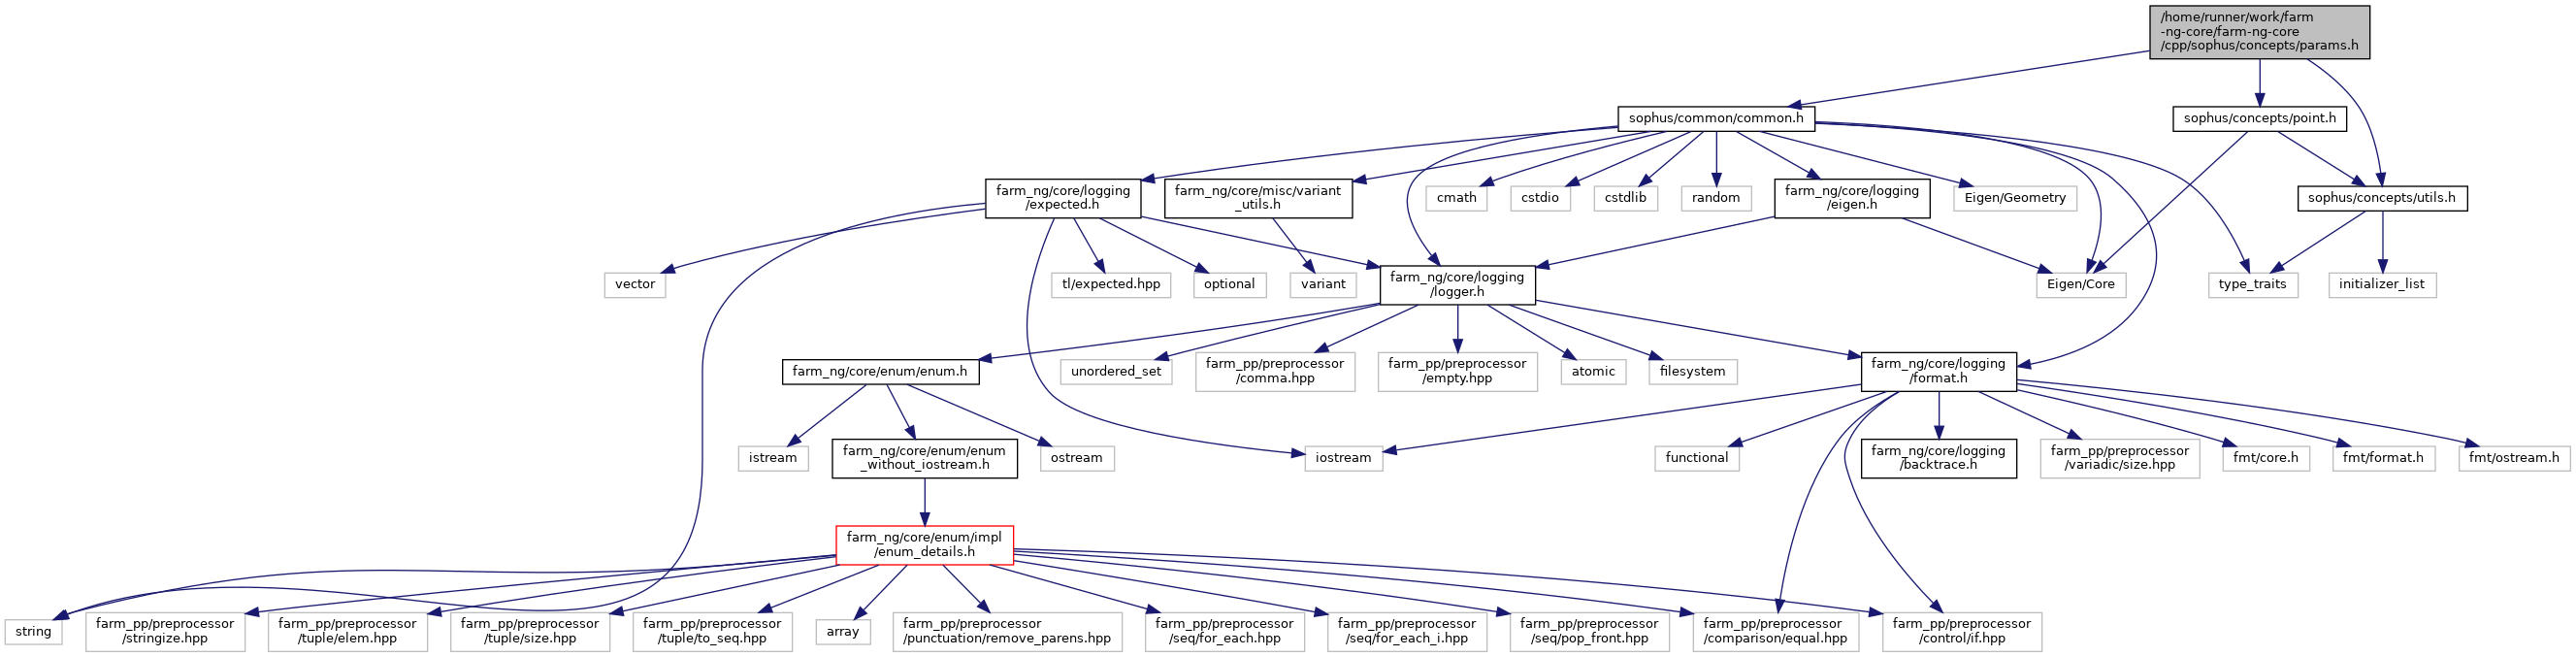 /home/runner/work/farm
-ng-core/farm-ng-core
/cpp/sophus/concepts/params.h
sophus/common/common.h
sophus/concepts/point.h
farm_ng/core/logging
/expected.h
farm_ng/core/misc/variant
_utils.h
cmath
cstdio
cstdlib
random
farm_ng/core/logging
/eigen.h
Eigen/Geometry
sophus/concepts/utils.h
vector
tl/expected.hpp
optional
variant
farm_ng/core/logging
/logger.h
Eigen/Core
type_traits
initializer_list
farm_ng/core/enum/enum.h
unordered_set
farm_pp/preprocessor
/comma.hpp
farm_pp/preprocessor
/empty.hpp
atomic
filesystem
farm_ng/core/logging
/format.h
istream
farm_ng/core/enum/enum
_without_iostream.h
ostream
iostream
functional
farm_ng/core/logging
/backtrace.h
farm_pp/preprocessor
/variadic/size.hpp
fmt/core.h
fmt/format.h
fmt/ostream.h
farm_ng/core/enum/impl
/enum_details.h
string
farm_pp/preprocessor
/stringize.hpp
farm_pp/preprocessor
/tuple/elem.hpp
farm_pp/preprocessor
/tuple/size.hpp
farm_pp/preprocessor
/tuple/to_seq.hpp
array
farm_pp/preprocessor
/punctuation/remove_parens.hpp
farm_pp/preprocessor
/seq/for_each.hpp
farm_pp/preprocessor
/seq/for_each_i.hpp
farm_pp/preprocessor
/seq/pop_front.hpp
farm_pp/preprocessor
/comparison/equal.hpp
farm_pp/preprocessor
/control/if.hpp